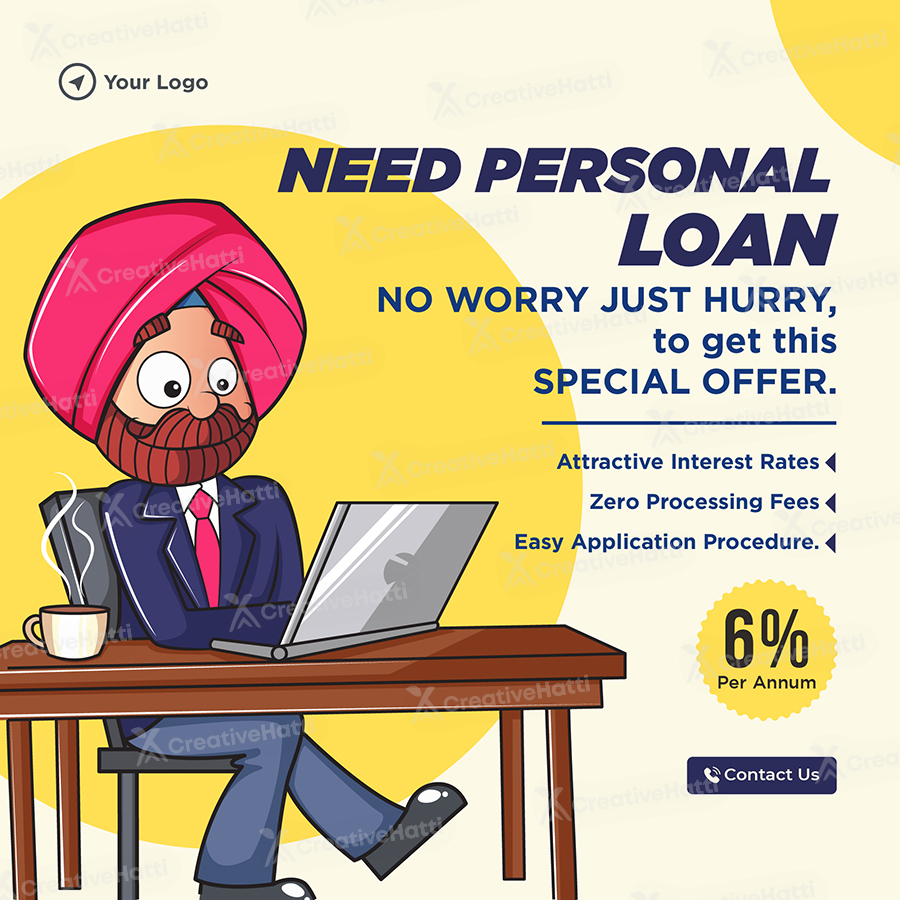 Your Logo
NEED PERSONAL
LOAN
NO WORRY JUST HURRY,
to get this
SPECIAL OFFER.
Attractive Interest Rates
Zero Processing Fees
Easy Application Procedure.
6%
Per Annum
Contact Us
CreativeHatti